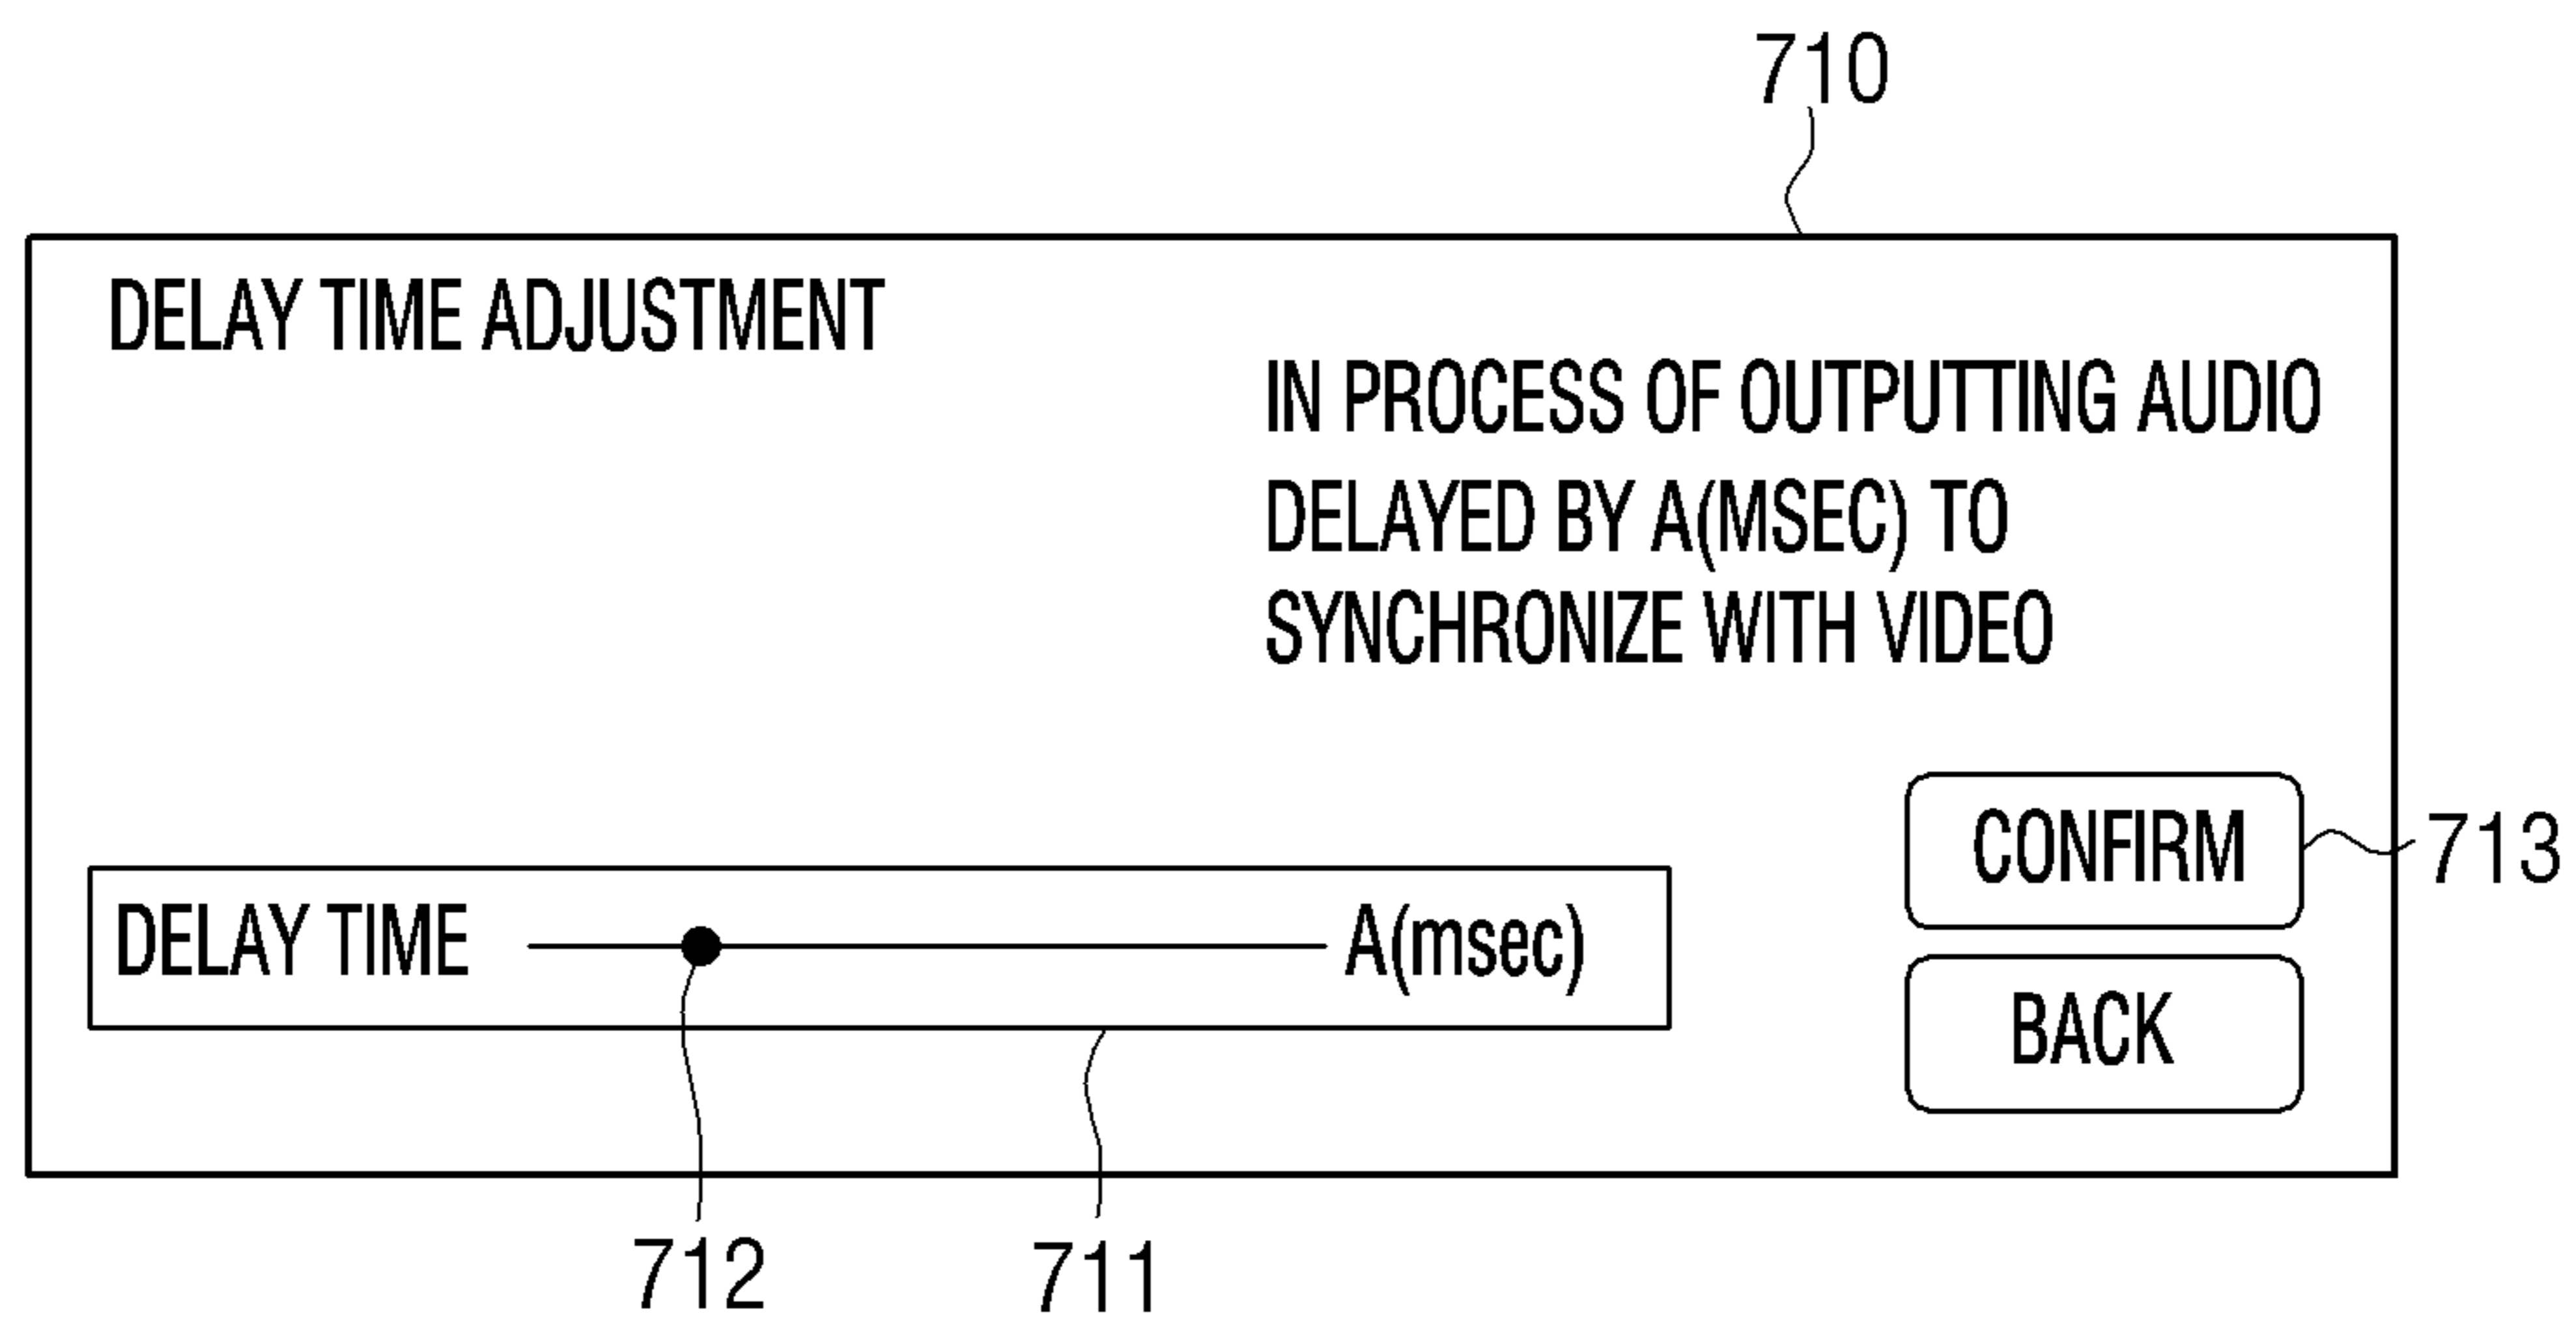 710
DELAY TIME ADJUSTMENT
IN PROCESS OF OUTPUTTING AUDIO
DELAYED BY A(MSEC) TO
SYNCHRONIZE WITH VIDEO
CONFIRM
713
DELAY TIME A(msec)
BACK
712
711